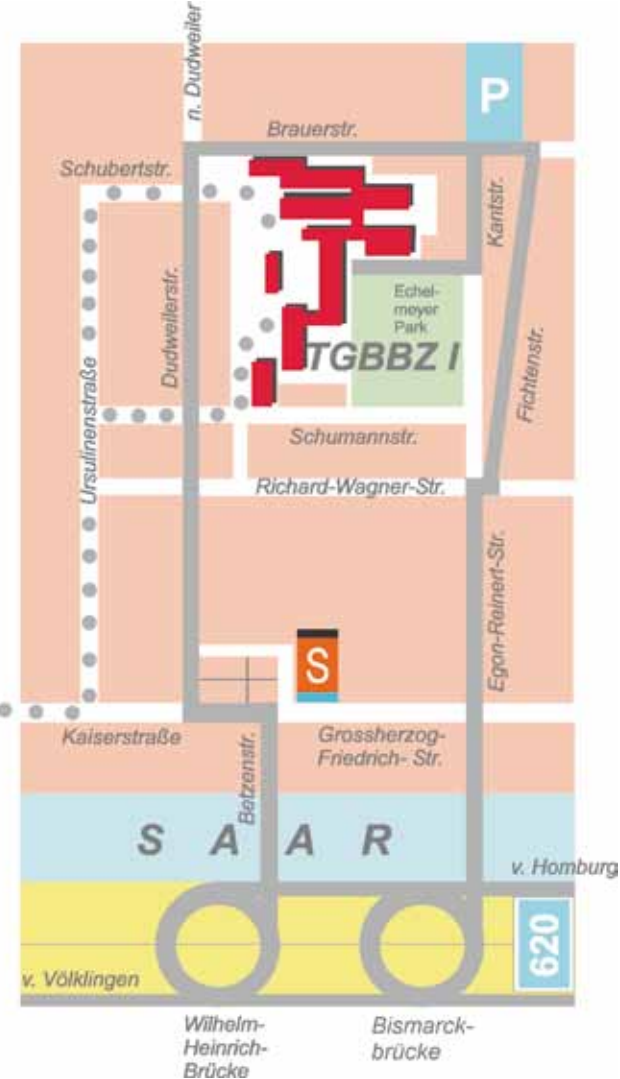 n. Dudweiler
P
Brauerstr.
Schubertstr.
Kantstr.
Dudweilerstr.
Echel-
meyer
Park
TGBBZ I
Fichtenstr.
Ursulinenstraße
Schumannstr.
Richard-Wagner-Str.
Egon-Reinert-Str.
S
Kaiserstraße
Betzenstr.
Grossherzog-
Friedrich- Str.
S A A R
v. Homburg
620
v. Völklingen
Wilhelm-
Heinrich-
Brücke
Bismarck-
brücke